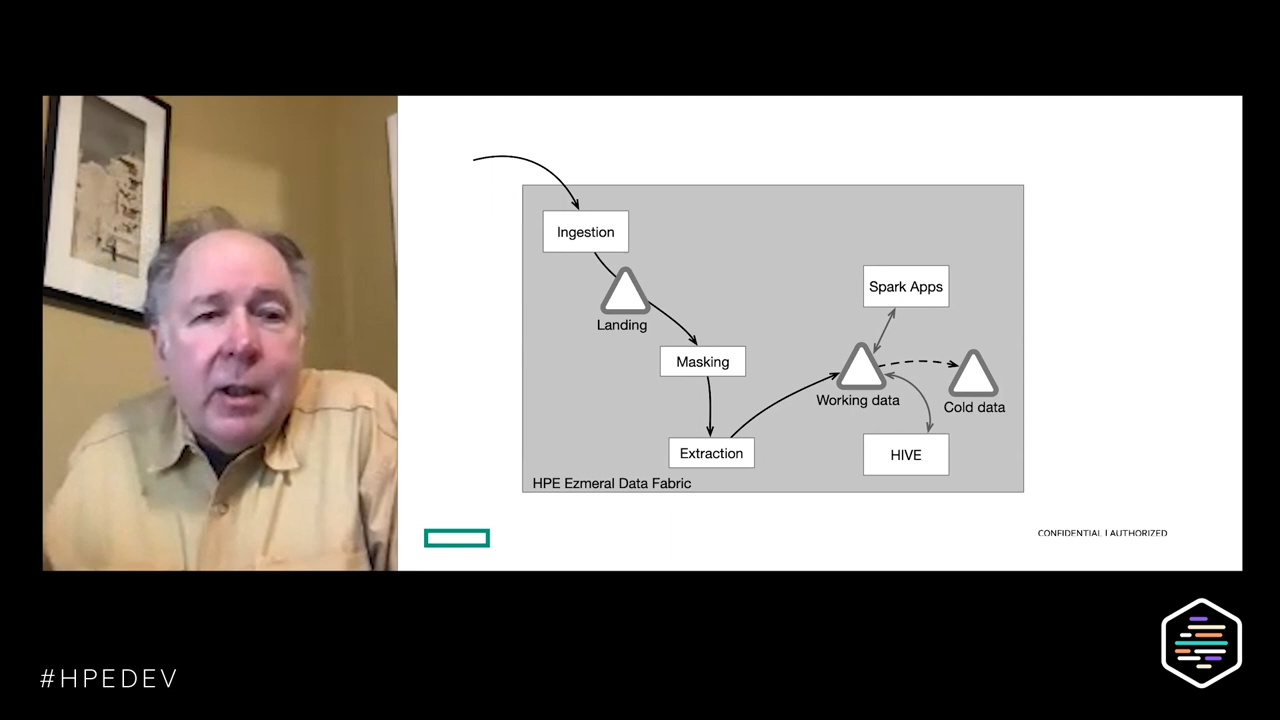 Ingestion
Landing
Spark Apps
Masking
Working data
Cold data
Extraction
HIVE
HPE Ezmeral Data Fabric
CONFIDENTIAL | AUTHORIZED
#HPEDEV